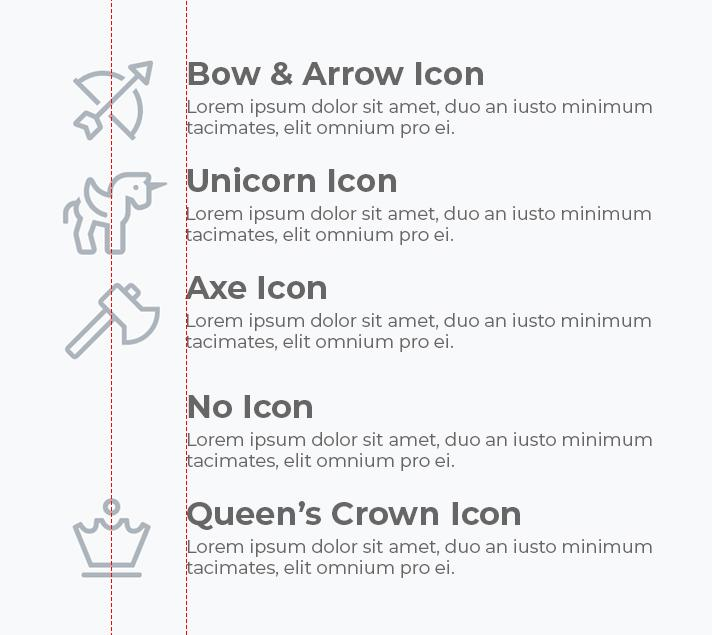 Bow & Arrow Icon
Lorem ipsum dolor sit amet, duo an iusto minimum
tacimates, elit omnium pro ei.
Unicorn Icon
Lorem ipsum dolor sit amet, duo an iusto minimum
tacimates, elit omnium pro ei.
Axe Icon
Lorem ipsum dolor sit amet, duo an iusto minimum
tacimates, elit omnium pro ei.
No Icon
Lorem ipsum dolor sit amet, duo an iusto minimum
tacimates, elit omnium pro ei.
Queen’s Crown Icon
Lorem ipsum dolor sit amet, duo an iusto minimum
tacimates, elit omnium pro ei.